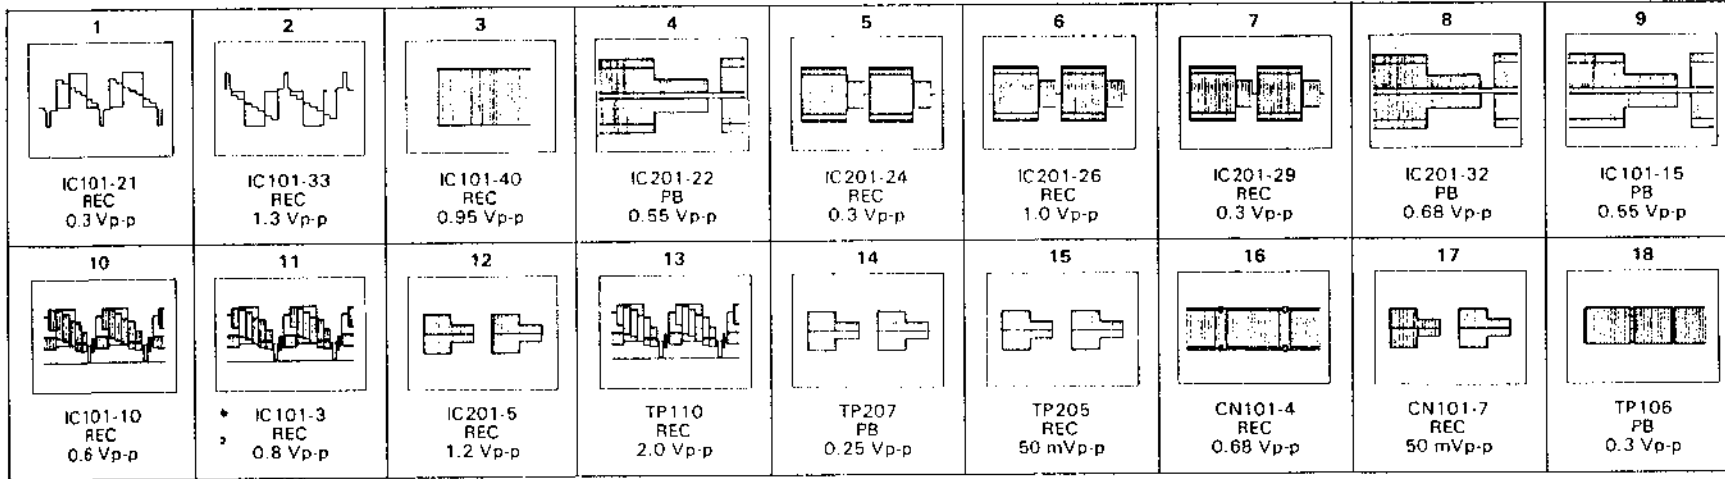 1
IC101-21
REC
0.3 Vp-p
2
IC101-33
REC
1.3 Vp-p
3
IC101-40
REC
0.95 Vp-p
4
IC201-22
PB
0.55 Vp-p
5
IC201-24
REC
0.3 Vp-p
6
IC201-26
REC
1.0 Vp-p
7
IC201-29
REC
0.3 Vp-p
8
IC201-32
PB
0.68 Vp-p
9
IC101-15
PB
0.55 Vp-p
10
IC101-10
REC
0.6 Vp-p
11
IC101-3
REC
0.8 Vp-p
12
IC201-5
REC
1.2 Vp-p
13
TP110
REC
2.0 Vp-p
14
TP207
PB
0.25 Vp-p
15
TP205
REC
50 mVp-p
16
CN101-4
REC
0.68 Vp-p
17
CN101-7
REC
50 mVp-p
18
TP106
PB
0.3 Vp-p